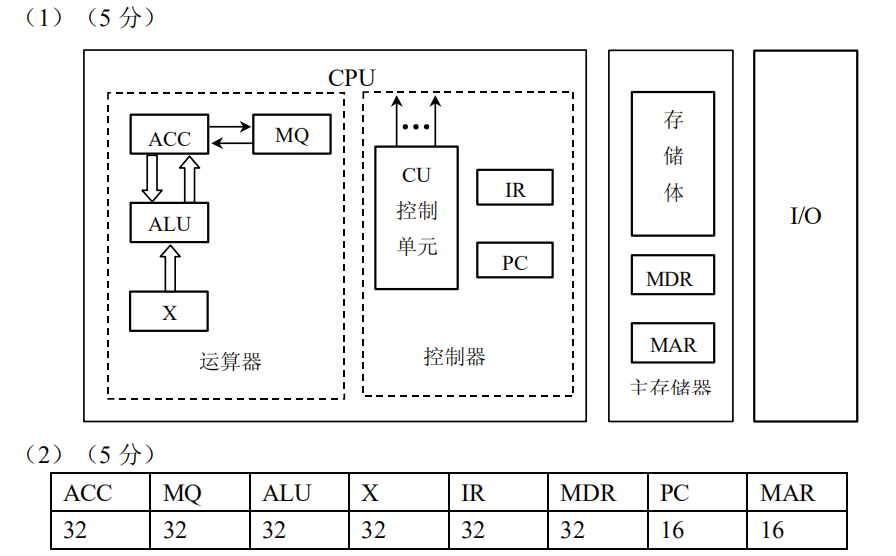 （1）（5 分）
CPU
ACC
MQ
ALU
X
运算器
CU
控制
单元
IR
PC
控制器
存
储
体
MDR
MAR
主存储器
I/O
（2）（5 分）
ACC MQ ALU X IR MDR PC MAR
32 32 32 32 32 32 16 16